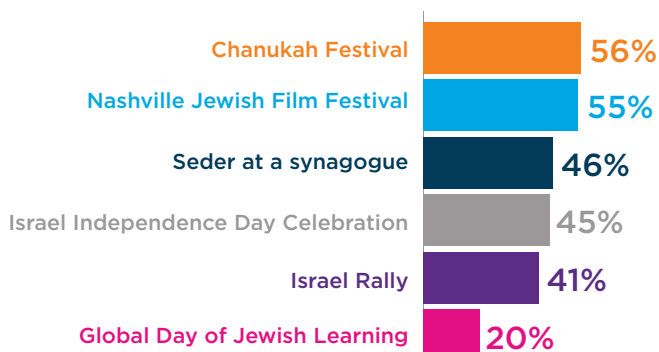 Chanukah Festival 56%
Nashville Jewish Film Festival 55%
Seder at a synagogue 46%
Israel Independence Day Celebration 45%
Israel Rally 41%
Global Day of Jewish Learning 20%